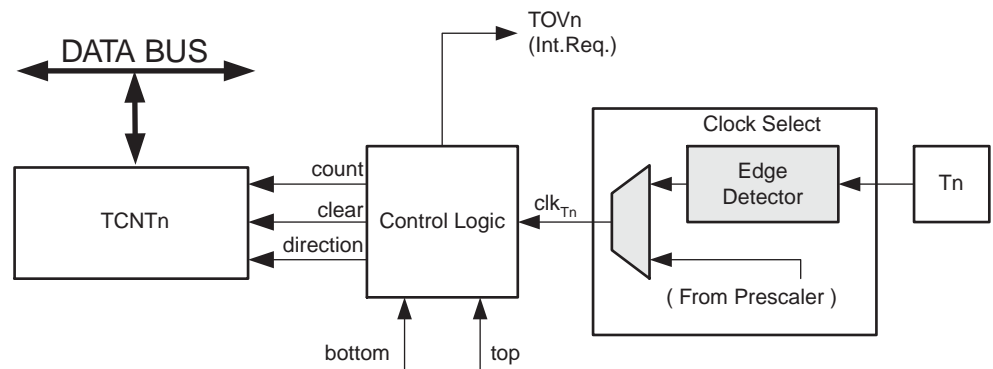 TOVn
(Int.Req.)
DATA BUS
Clock Select
count
Edge
Detector
Tn
TCNTn
clear
Control Logic
clkTn
direction
( From Prescaler )
bottom
top